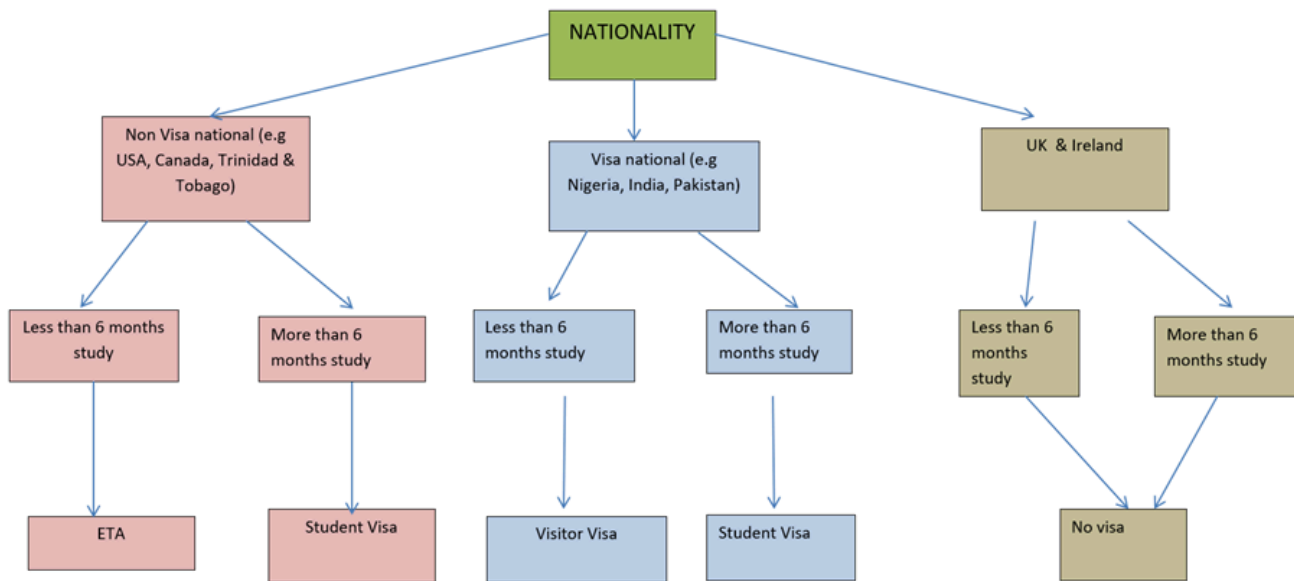 NATIONALITY
Non Visa national (e.g
USA, Canada, Trinidad &
Tobago)
Visa national (e.g
Nigeria, India, Pakistan)
UK & Ireland
Less than 6 months
study
More than 6
months study
Less than 6
months study
More than 6
months study
Less than 6
months
study
More than 6
months study
ETA
Student Visa
Visitor Visa
Student Visa
No visa